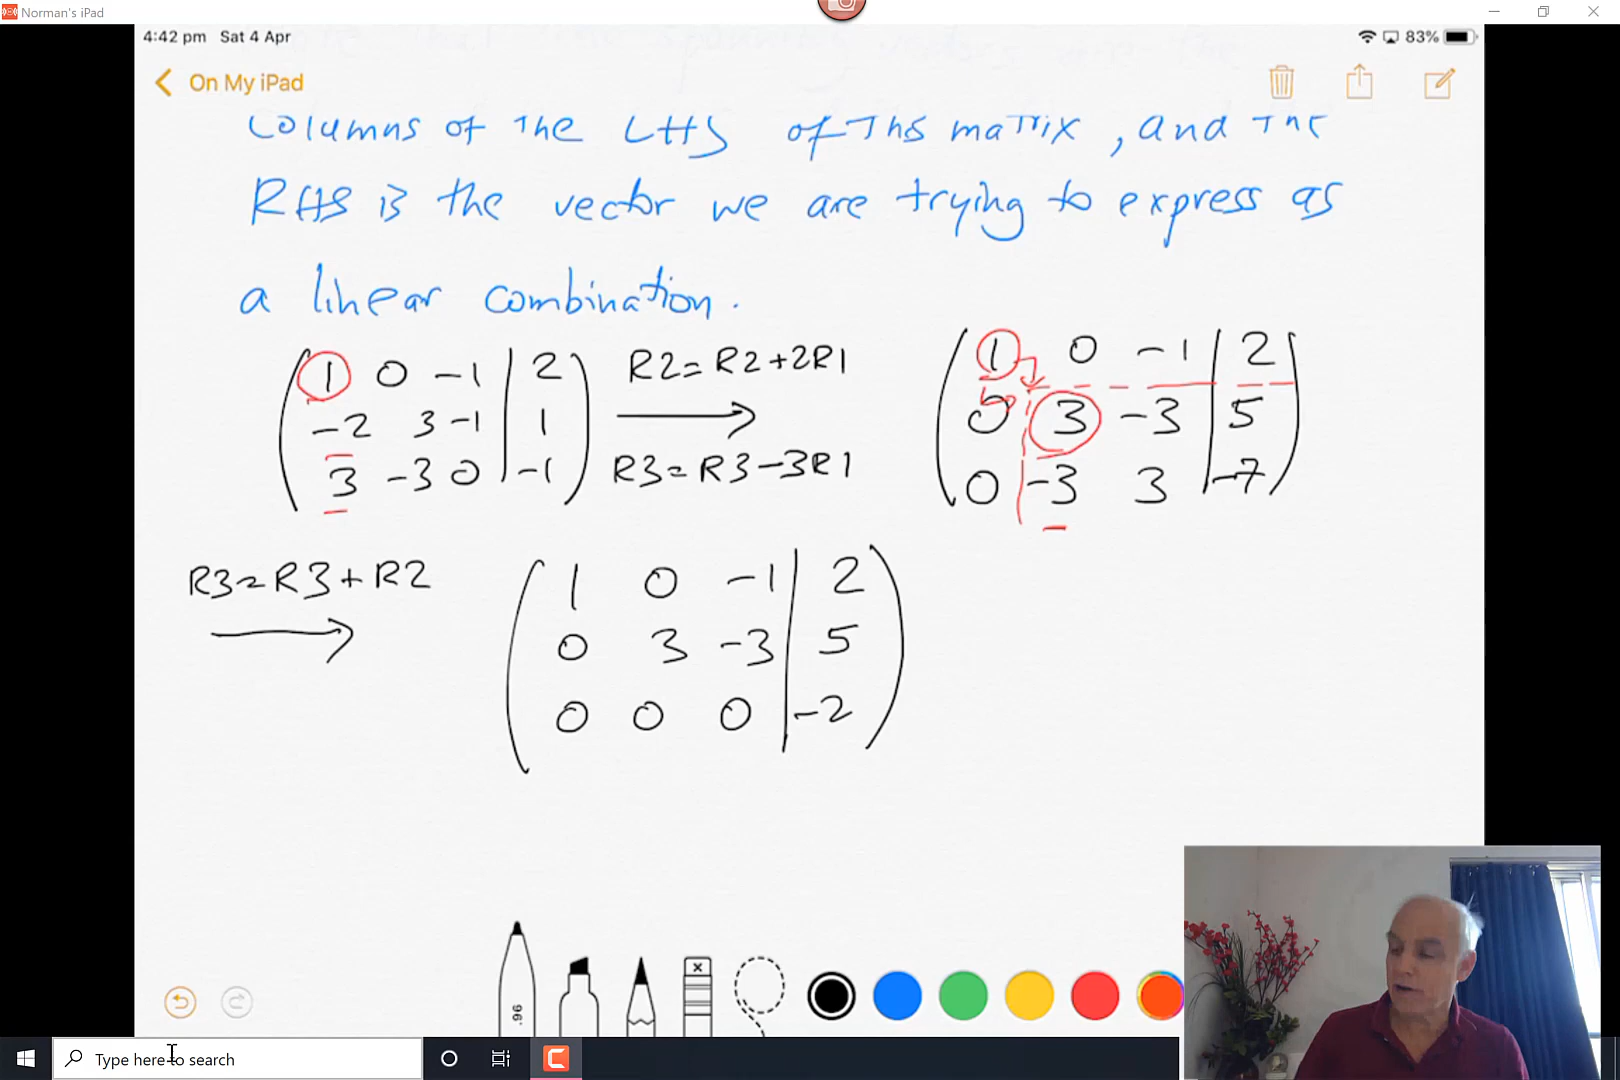 Norman's iPad
4:42 pm Sat 4 Apr
83%
On My iPad
columns of the LHS of this matrix, and the
RHS is the vector we are trying to express as
a linear combination.
1 0 -1 | 2
-2 3 -1 | 1
3 -3 0 | -1
R2=R2+2R1
R3=R3-3R1
1 0 -1 | 2
0 3 -3 | 5
0 -3 3 | -7
R3=R3+R2
1 0 -1 | 2
0 3 -3 | 5
0 0 0 | -2
96
Type here to search